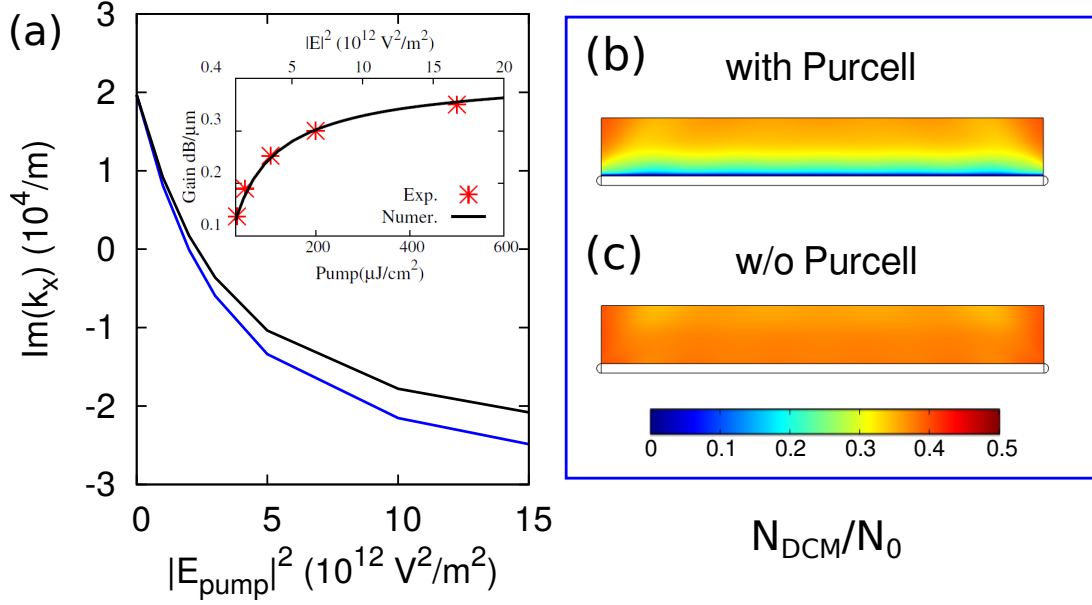 (a)
2
1
0
-1
-2
-3
Im(kx) (10^4/m)
0 5 10 15
|Epump|^2 (10^12 V^2/m^2)
|E|^2 (10^12 V^2/m^2)
5 10 15 20
0.4
0.3
0.2
0.1
Gain dB/μm
Exp.
Numer.
200 400 600
Pump(μJ/cm^2)
(b)
with Purcell
(c)
w/o Purcell
0 0.1 0.2 0.3 0.4 0.5
NDCM/N0